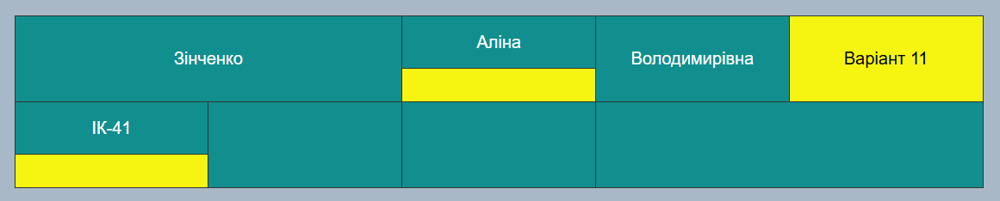 Зінченко
Аліна
Володимирівна
Варіант 11
ІК-41